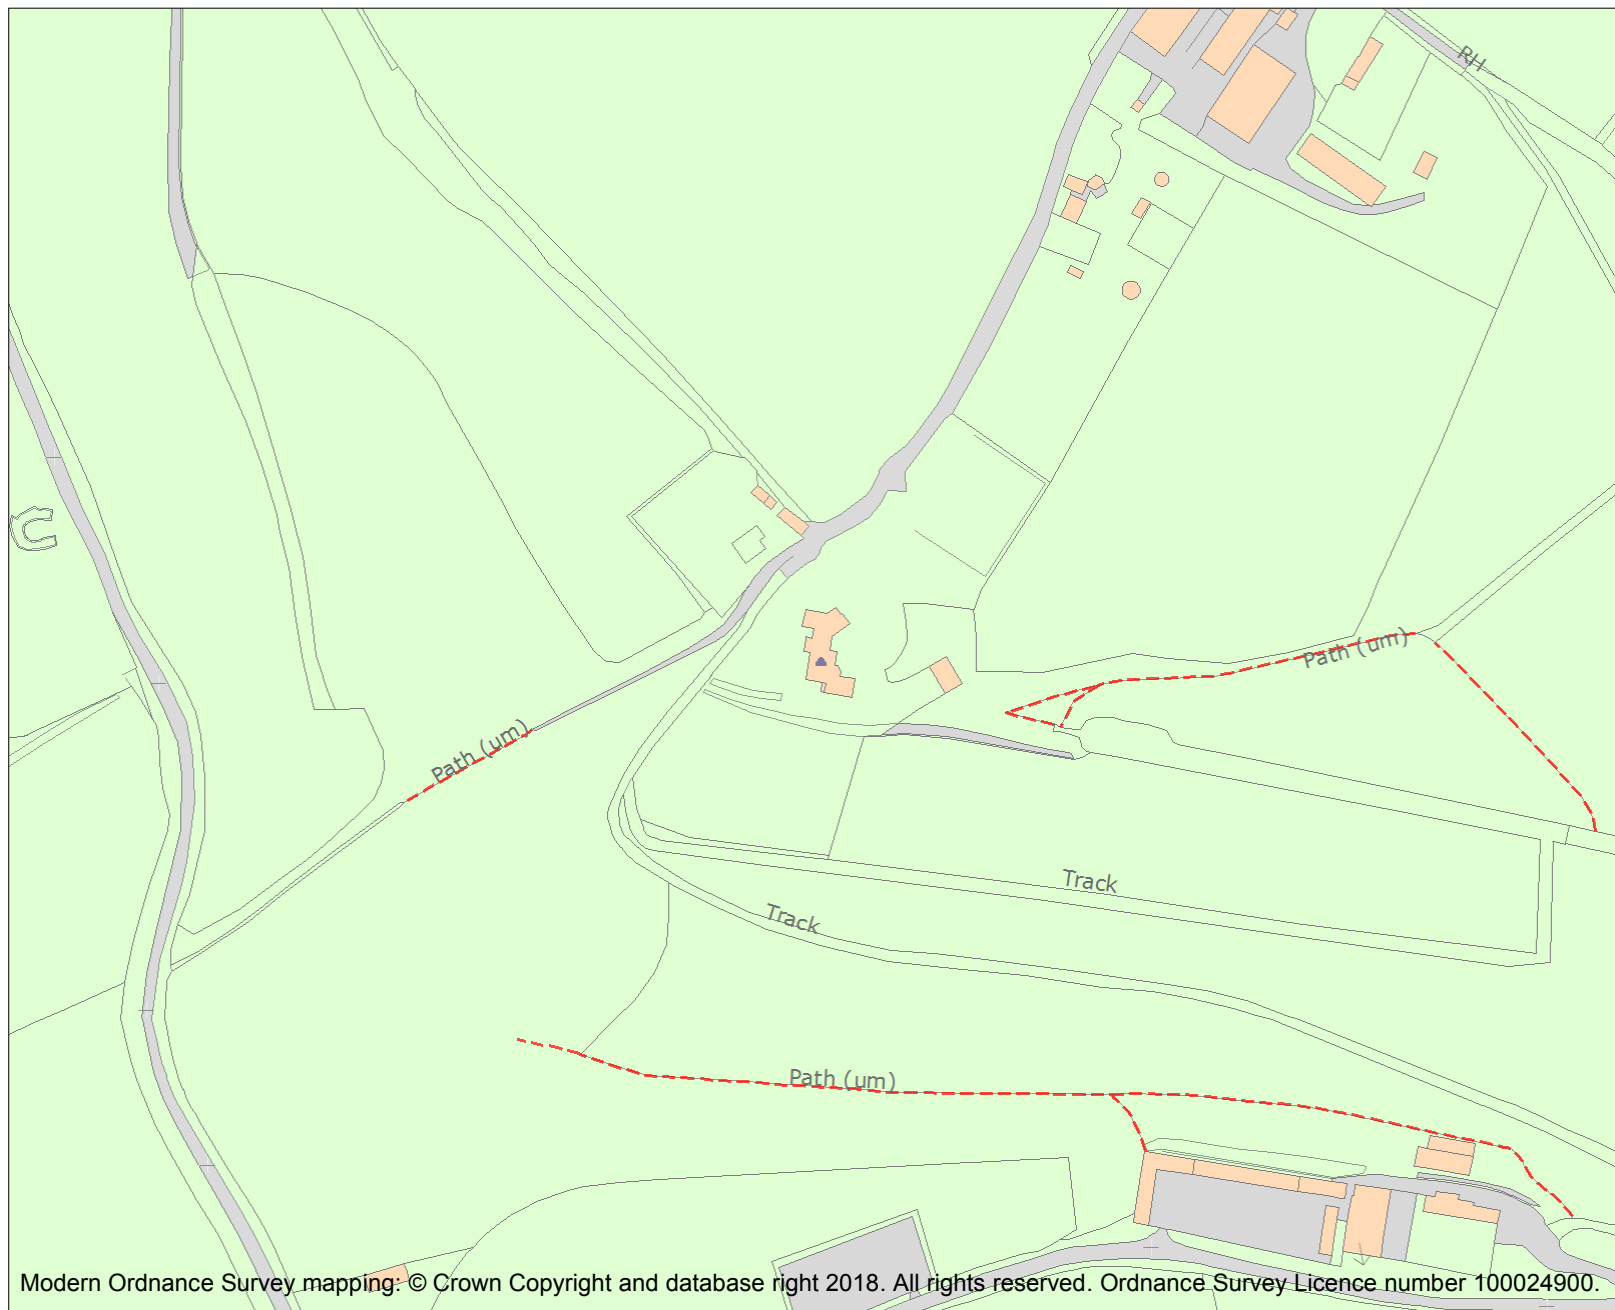 RH
Path (um)
Path (um)
Track
Track
Path (um)
Modern Ordnance Survey mapping: © Crown Copyright and database right 2018. All rights reserved. Ordnance Survey Licence number 100024900.